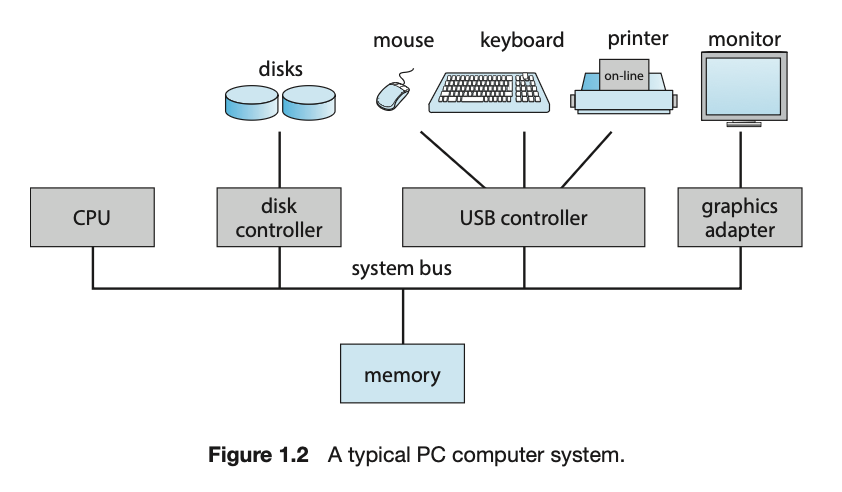 mouse
keyboard
printer
monitor
disks
on-line
CPU
disk
controller
USB controller
graphics
adapter
system bus
memory
Figure 1.2 A typical PC computer system.